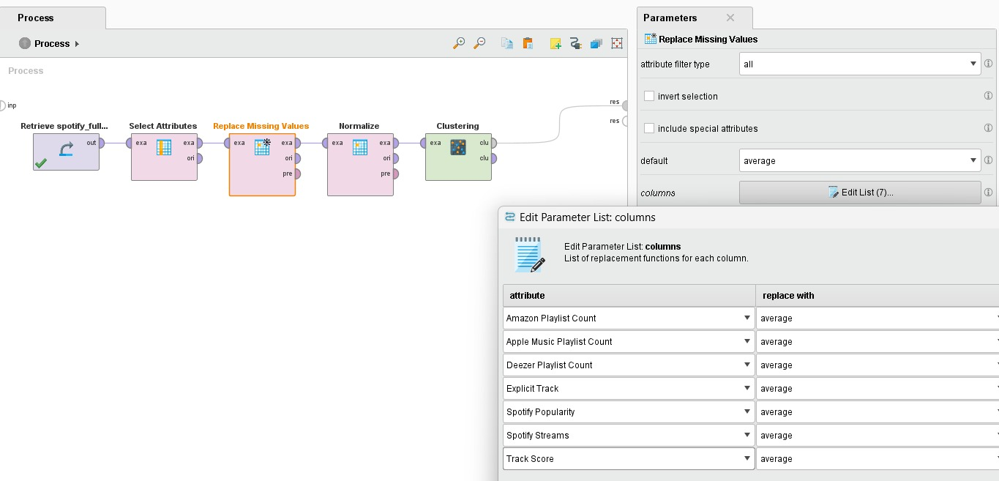 Process
Process
Process
inp
res
res
Retrieve spotify_full...
out
Select Attributes
exa
exa
ori
Replace Missing Values
exa
exa
ori
pre
Normalize
exa
exa
ori
pre
Clustering
exa
clu
clu
Parameters
Replace Missing Values
attribute filter type
all
invert selection
include special attributes
default
average
columns
Edit List (7)...
Edit Parameter List: columns
Edit Parameter List: columns
List of replacement functions for each column.
attribute replace with
Amazon Playlist Count average
Apple Music Playlist Count average
Deezer Playlist Count average
Explicit Track average
Spotify Popularity average
Spotify Streams average
Track Score average